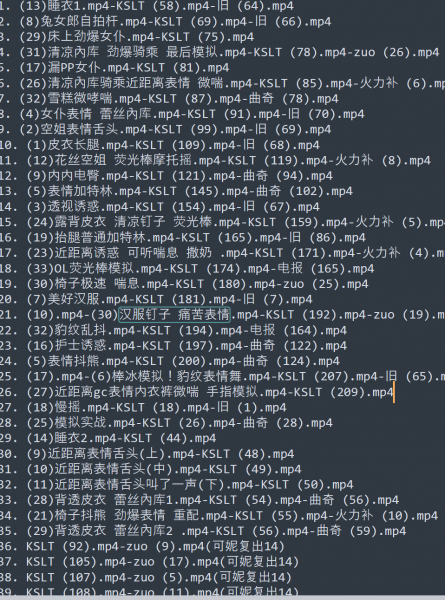 1. (13)睡衣1.mp4-KSLT (58).mp4-旧 (64).mp4
2. (8)兔女郎自拍杆.mp4-KSLT (69).mp4-旧 (66).mp4
3. (29)床上劲爆女仆.mp4-KSLT (75).mp4
4. (31)清凉内库 劲爆骑乘 最后模拟.mp4-KSLT (78).mp4-zuo (26).mp4
5. (17)漏PP女仆.mp4-KSLT (81).mp4
6. (26)清凉内库骑乘近距离表情 微喘.mp4-KSLT (85).mp4-火力补 (6).mp4
7. (32)雪糕微哮喘.mp4-KSLT (87).mp4-曲奇 (78).mp4
8. (4)女仆表情 蕾丝内库.mp4-KSLT (91).mp4-旧 (70).mp4
9. (2)空姐表情舌头.mp4-KSLT (99).mp4-旧 (69).mp4
10. (1)皮衣长腿.mp4-KSLT (109).mp4-旧 (68).mp4
11. (12)花丝空姐 荧光棒摩托摇.mp4-KSLT (119).mp4-火力补 (8).mp4
12. (9)内内电臀.mp4-KSLT (121).mp4-曲奇 (94).mp4
13. (5)表情加特林.mp4-KSLT (145).mp4-曲奇 (102).mp4
14. (3)透视诱惑.mp4-KSLT (154).mp4-旧 (67).mp4
15. (24)露背皮衣 清凉钉子 荧光棒.mp4-KSLT (159).mp4-火力补 (5).mp4
16. (19)抬腿普通加特林.mp4-KSLT (165).mp4-旧 (86).mp4
17. (23)近距离诱惑 可听喘息 撒奶 .mp4-KSLT (171).mp4-火力补 (4).m
18. (33)OL荧光棒模拟.mp4-KSLT (174).mp4-电报 (165).mp4
19. (30)椅子极速 喘息.mp4-KSLT (180).mp4-zuo (25).mp4
20. (7)美好汉服.mp4-KSLT (181).mp4-旧 (7).mp4
21. (10).mp4-(30)汉服钉子 痛苦表情.mp4-KSLT (192).mp4-zuo (19).m
22. (32)豹纹乱抖.mp4-KSLT (194).mp4-电报 (164).mp4
23. (16)护士诱惑.mp4-KSLT (197).mp4-曲奇 (122).mp4
24. (5)表情抖熊.mp4-KSLT (200).mp4-曲奇 (124).mp4
25. (17).mp4-(6)棒冰模拟！豹纹表情舞.mp4-KSLT (207).mp4-旧 (65).m
26. (27)近距离gc表情内衣裤微喘 手指模拟.mp4-KSLT (209).mp4
27. (18)慢摇.mp4-KSLT (18).mp4-旧 (1).mp4
28. (25)模拟实战.mp4-KSLT (26).mp4-曲奇 (28).mp4
29. (14)睡衣2.mp4-KSLT (44).mp4
30. (9)近距离表情舌头(上).mp4-KSLT (48).mp4
31. (10)近距离表情舌头(中).mp4-KSLT (49).mp4
32. (11)近距离表情舌头叫了一声(下).mp4-KSLT (50).mp4
33. (28)背透皮衣 蕾丝内库1.mp4-KSLT (54).mp4-曲奇 (56).mp4
34. (21)椅子抖熊 劲爆表情 重配.mp4-KSLT (55).mp4-火力补 (10).mp4
35. (29)背透皮衣 蕾丝内库2 .mp4-KSLT (56).mp4-曲奇 (59).mp4
36. KSLT (92).mp4-zuo (9).mp4(可妮复出14)
37. KSLT (105).mp4-zuo (17).mp4(可妮复出14)
38. KSLT (107).mp4-zuo (5).mp4(可妮复出14)
39. KSLT (108).mp4-zuo (11).mp4(可妮复出14)